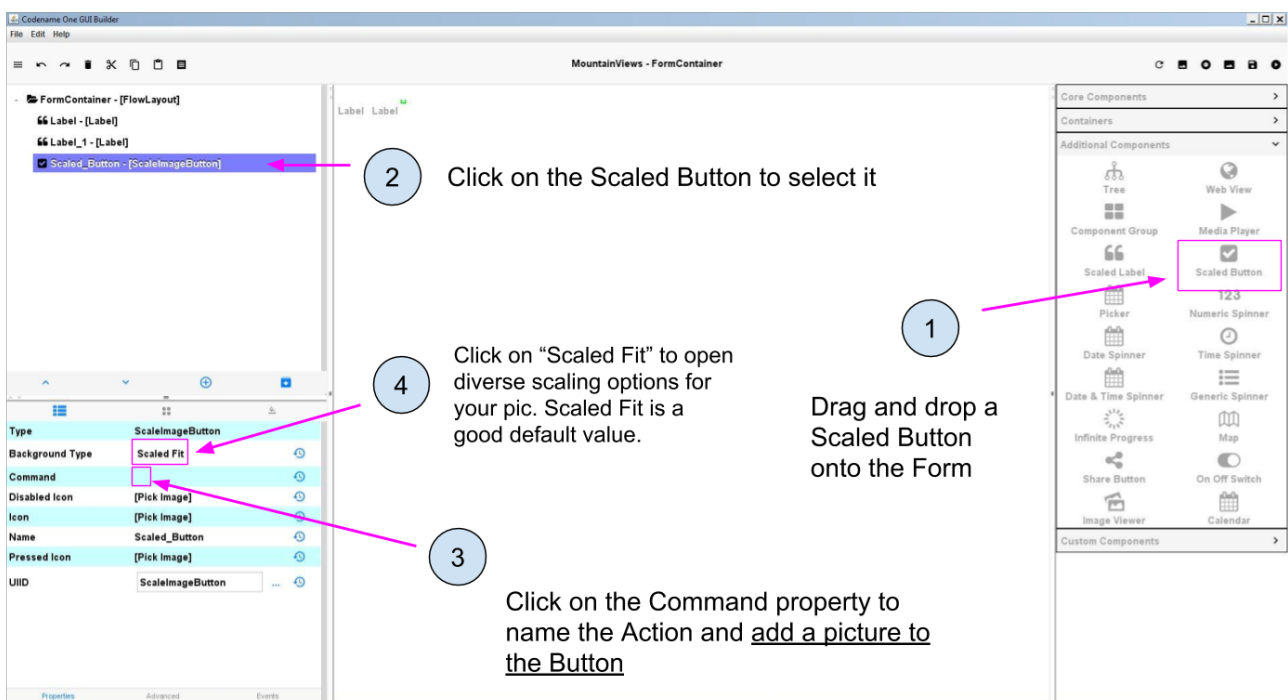 Codename One GUI Builder
File Edit Help
MountainViews - FormContainer
FormContainer - [FlowLayout]
Label - [Label]
Label_1 - [Label]
Scaled_Button - [ScaleImageButton]
Label Label
2
Click on the Scaled Button to select it
Core Components
Containers
Additional Components
Tree
Web View
Component Group
Media Player
Scaled Label
Scaled Button
123
Picker
Numeric Spinner
Date Spinner
Time Spinner
Date & Time Spinner
Generic Spinner
Infinite Progress
Map
Share Button
On Off Switch
Image Viewer
Calendar
Custom Components
1
Drag and drop a
Scaled Button
onto the Form
4
Click on “Scaled Fit” to open
diverse scaling options for
your pic. Scaled Fit is a
good default value.
Type ScaleImageButton
Background Type Scaled Fit
Command
Disabled Icon [Pick Image]
Icon [Pick Image]
Name Scaled_Button
Pressed Icon [Pick Image]
UIID ScaleImageButton ...
3
Click on the Command property to
name the Action and add a picture to
the Button
Properties Advanced Events